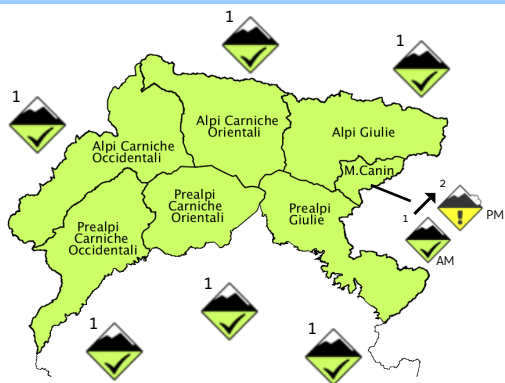 1
1
1
Alpi Carniche
Orientali
Alpi Giulie
Alpi Carniche
Occidentali
M.Canin
2
!
PM
1
AM
Prealpi
Carniche
Orientali
Prealpi
Giulie
Prealpi
Carniche
Occidentali
1
1
1